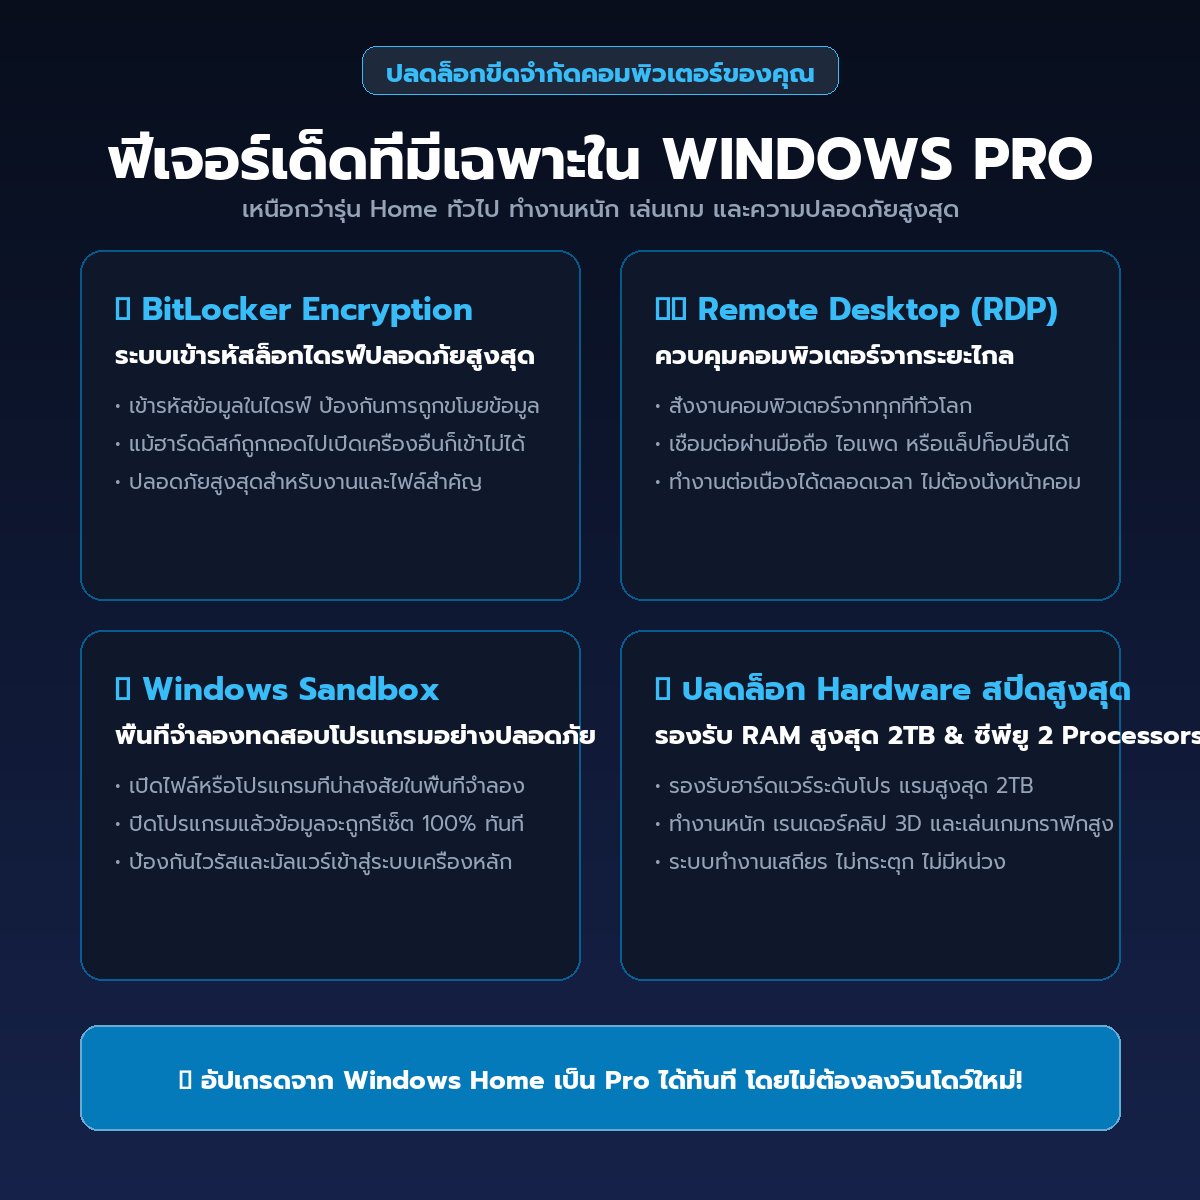 ปลดล็อกขีดจำกัดคอมพิวเตอร์ของคุณ
ฟีเจอร์เด็ดที่มีเฉพาะใน WINDOWS PRO
เหนือกว่ารุ่น Home ทั่วไป ทำงานหนัก เล่นเกม และความปลอดภัยสูงสุด
BitLocker Encryption
ระบบเข้ารหัสล็อกไดรฟ์ปลอดภัยสูงสุด
• เข้ารหัสข้อมูลในไดรฟ์ ป้องกันการถูกขโมยข้อมูล
• แม้ฮาร์ดดิสก์ถูกถอดไปเปิดเครื่องอื่นก็เข้าไม่ได้
• ปลอดภัยสูงสุดสำหรับงานและไฟล์สำคัญ
Remote Desktop (RDP)
ควบคุมคอมพิวเตอร์จากระยะไกล
• สั่งงานคอมพิวเตอร์จากทุกที่ทั่วโลก
• เชื่อมต่อผ่านมือถือ ไอแพด หรือแล็ปท็อปอื่นได้
• ทำงานต่อเนื่องได้ตลอดเวลา ไม่ต้องนั่งหน้าคอม
Windows Sandbox
พื้นที่จำลองทดสอบโปรแกรมอย่างปลอดภัย
• เปิดไฟล์หรือโปรแกรมที่น่าสงสัยในพื้นที่จำลอง
• ปิดโปรแกรมแล้วข้อมูลจะถูกรีเซ็ต 100% ทันที
• ป้องกันไวรัสและมัลแวร์เข้าสู่ระบบเครื่องหลัก
ปลดล็อก Hardware สปีดสูงสุด
รองรับ RAM สูงสุด 2TB & ซีพียู 2 Processors
• รองรับฮาร์ดแวร์ระดับโปร แรมสูงสุด 2TB
• ทำงานหนัก เรนเดอร์คลิป 3D และเล่นเกมกราฟิกสูง
• ระบบทำงานเสถียร ไม่กระตุก ไม่มีหน่วง
อัปเกรดจาก Windows Home เป็น Pro ได้ทันที โดยไม่ต้องลงวินโดว์ใหม่!